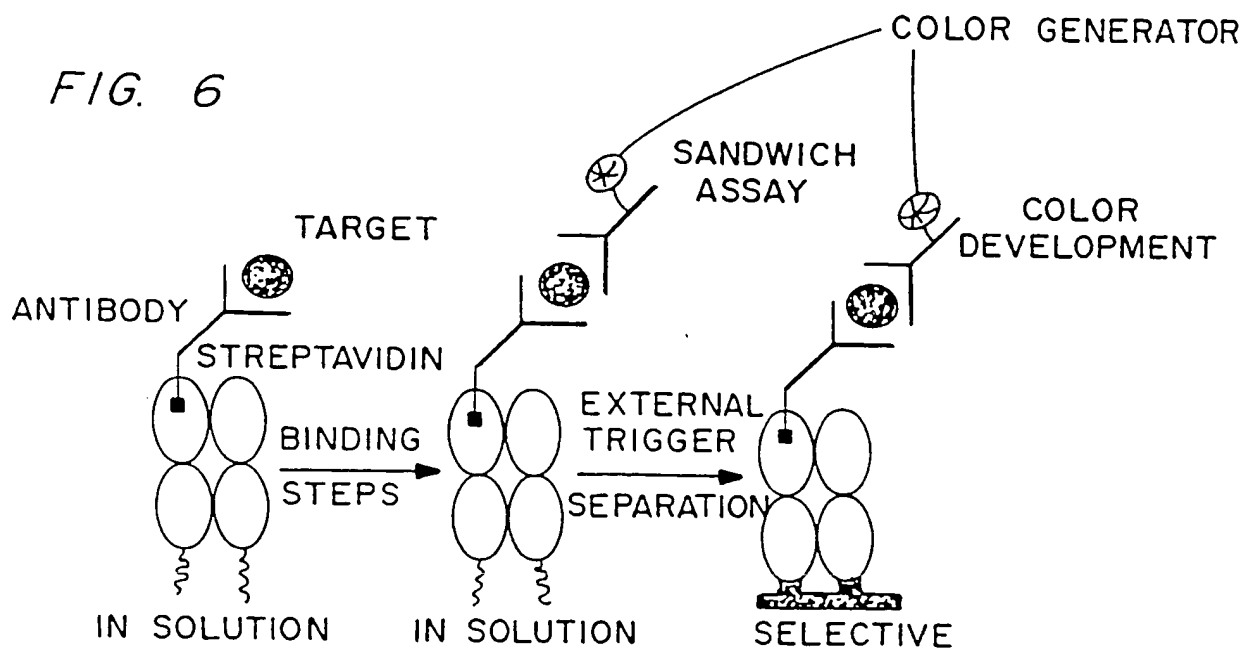 FIG. 6
COLOR GENERATOR
SANDWICH
ASSAY
COLOR
DEVELOPMENT
TARGET
ANTIBODY
STREPTAVIDIN
BINDING
STEPS
EXTERNAL
TRIGGER
SEPARATION
IN SOLUTION
IN SOLUTION
SELECTIVE